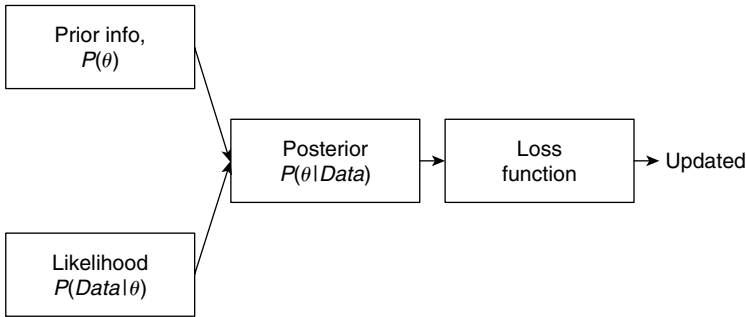 Prior info,
P(θ)
Posterior
P(θ|Data)
Loss
function
Updated
Likelihood
P(Data|θ)